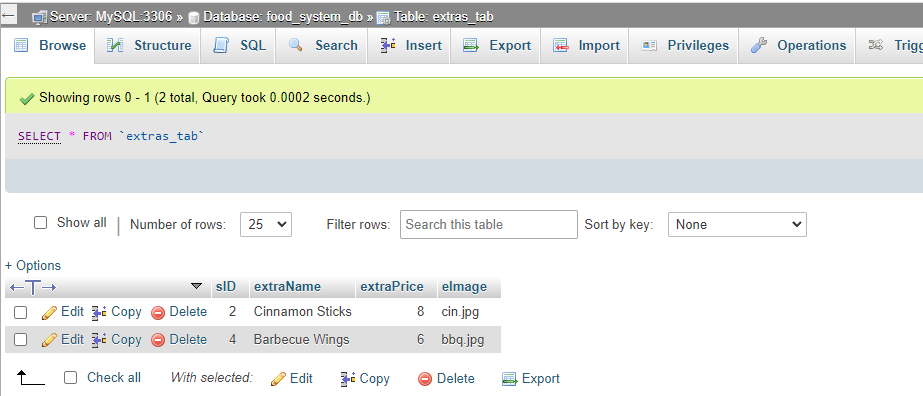 Server: MySQL:3306 » Database: food_system_db » Table: extras_tab
Browse Structure SQL Search Insert Export Import Privileges Operations Trigg
Showing rows 0 - 1 (2 total, Query took 0.0002 seconds.)
SELECT * FROM `extras_tab`
Show all Number of rows: 25 Filter rows: Search this table Sort by key: None
+ Options
sID extraName extraPrice eImage
Edit Copy Delete 2 Cinnamon Sticks 8 cin.jpg
Edit Copy Delete 4 Barbecue Wings 6 bbq.jpg
Check all With selected: Edit Copy Delete Export